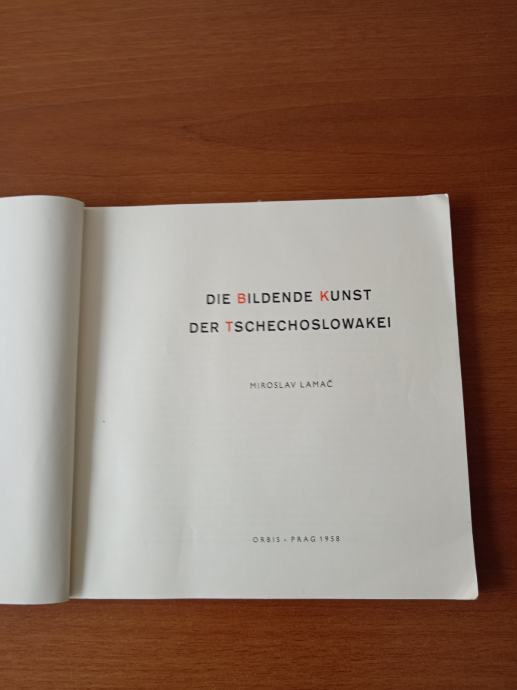 DIE BILDENDE KUNST
DER TSCHECHOSLOWAKEI
MIROSLAV LAMAČ
ORBIS - PRAG 1958